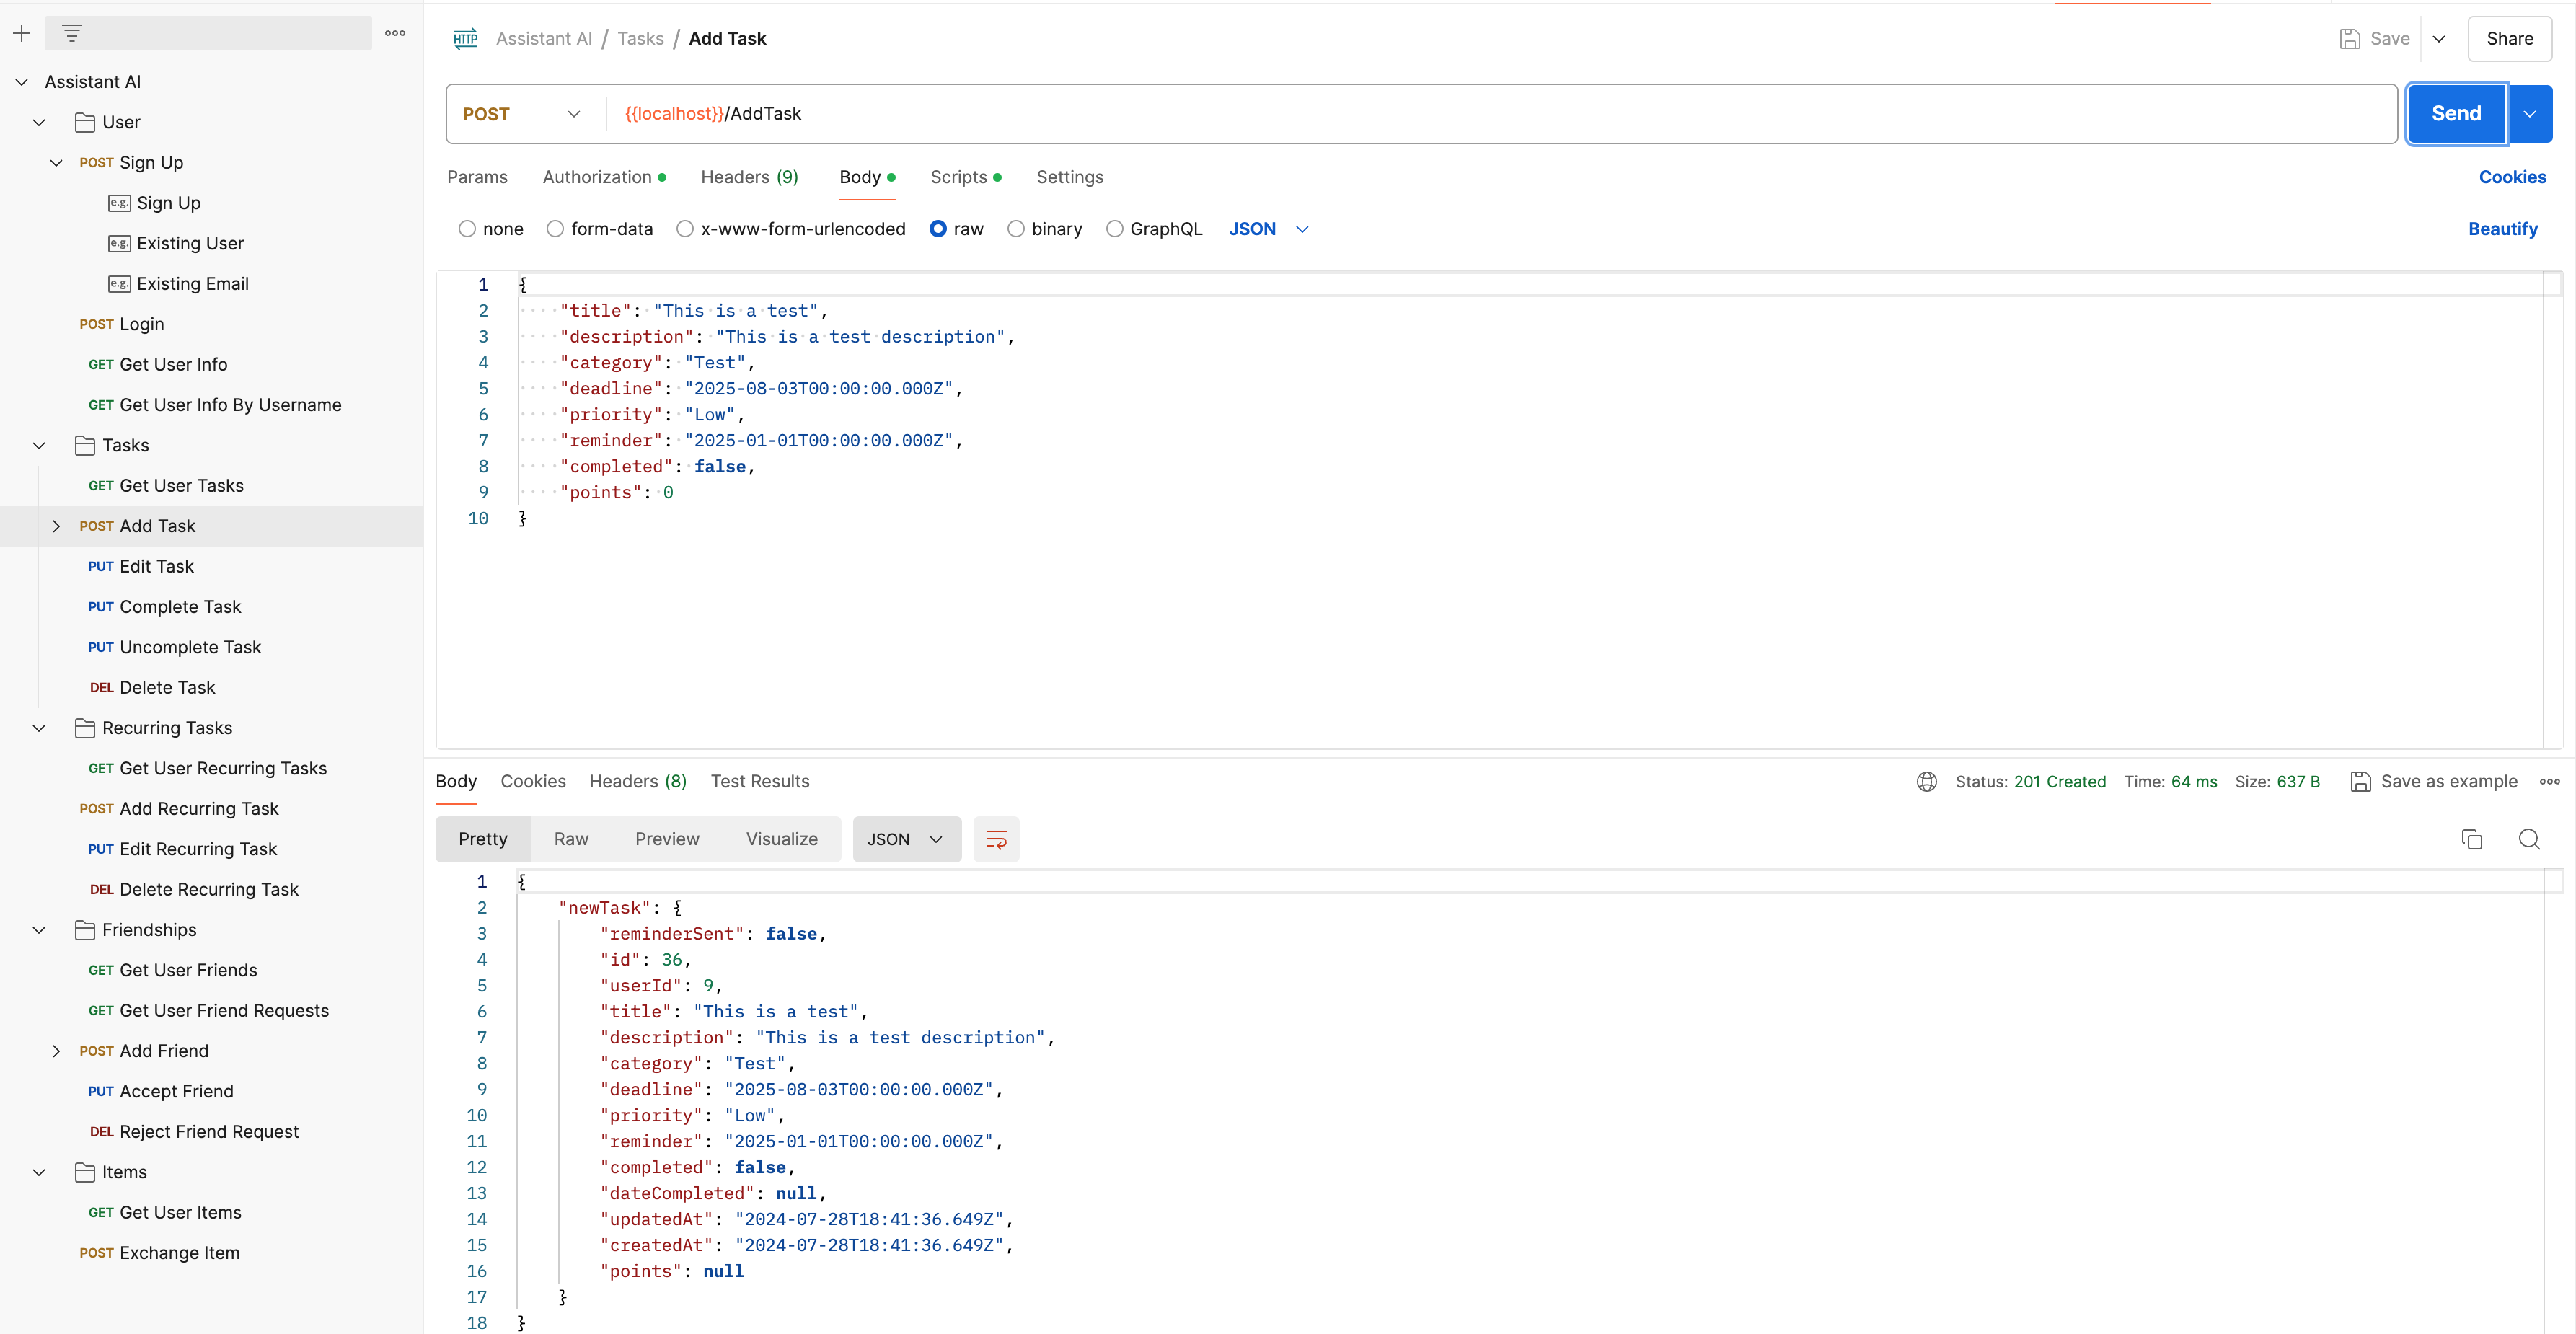 Assistant AI
User
POST Sign Up
e.g. Sign Up
e.g. Existing User
e.g. Existing Email
POST Login
GET Get User Info
GET Get User Info By Username
Tasks
GET Get User Tasks
POST Add Task
PUT Edit Task
PUT Complete Task
PUT Uncomplete Task
DEL Delete Task
Recurring Tasks
GET Get User Recurring Tasks
POST Add Recurring Task
PUT Edit Recurring Task
DEL Delete Recurring Task
Friendships
GET Get User Friends
GET Get User Friend Requests
POST Add Friend
PUT Accept Friend
DEL Reject Friend Request
Items
GET Get User Items
POST Exchange Item
HTTP Assistant AI / Tasks / Add Task Save Share
POST {{localhost}}/AddTask Send
Params Authorization Headers (9) Body Scripts Settings Cookies
none form-data x-www-form-urlencoded raw binary GraphQL JSON Beautify
1 {
2 "title": "This is a test",
3 "description": "This is a test description",
4 "category": "Test",
5 "deadline": "2025-08-03T00:00:00.000Z",
6 "priority": "Low",
7 "reminder": "2025-01-01T00:00:00.000Z",
8 "completed": false,
9 "points": 0
10 }
Body Cookies Headers (8) Test Results Status: 201 Created Time: 64 ms Size: 637 B Save as example
Pretty Raw Preview Visualize JSON
1 {
2 "newTask": {
3 "reminderSent": false,
4 "id": 36,
5 "userId": 9,
6 "title": "This is a test",
7 "description": "This is a test description",
8 "category": "Test",
9 "deadline": "2025-08-03T00:00:00.000Z",
10 "priority": "Low",
11 "reminder": "2025-01-01T00:00:00.000Z",
12 "completed": false,
13 "dateCompleted": null,
14 "updatedAt": "2024-07-28T18:41:36.649Z",
15 "createdAt": "2024-07-28T18:41:36.649Z",
16 "points": null
17 }
18 }